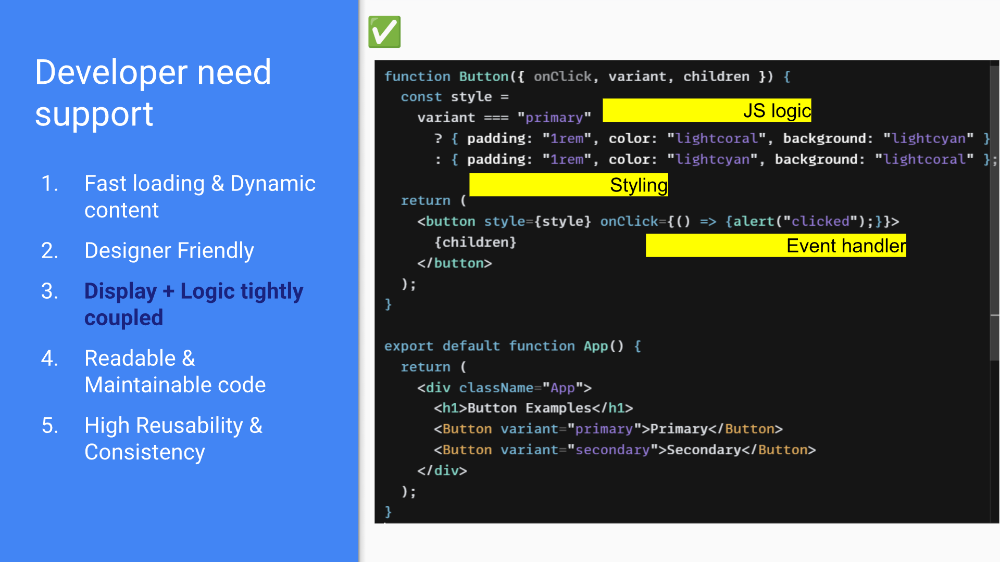 Developer need
support
1. Fast loading & Dynamic
content
2. Designer Friendly
3. Display + Logic tightly
coupled
4. Readable &
Maintainable code
5. High Reusability &
Consistency
function Button({ onClick, variant, children }) {
const style =
variant === "primary"
JS logic
? { padding: "1rem", color: "lightcoral", background: "lightcyan" }
: { padding: "1rem", color: "lightcyan", background: "lightcoral" };
Styling
return (
<button style={style} onClick={() => {alert("clicked");}}>
{children}
Event handler
</button>
);
}
export default function App() {
return (
<div className="App">
<h1>Button Examples</h1>
<Button variant="primary">Primary</Button>
<Button variant="secondary">Secondary</Button>
</div>
);
}